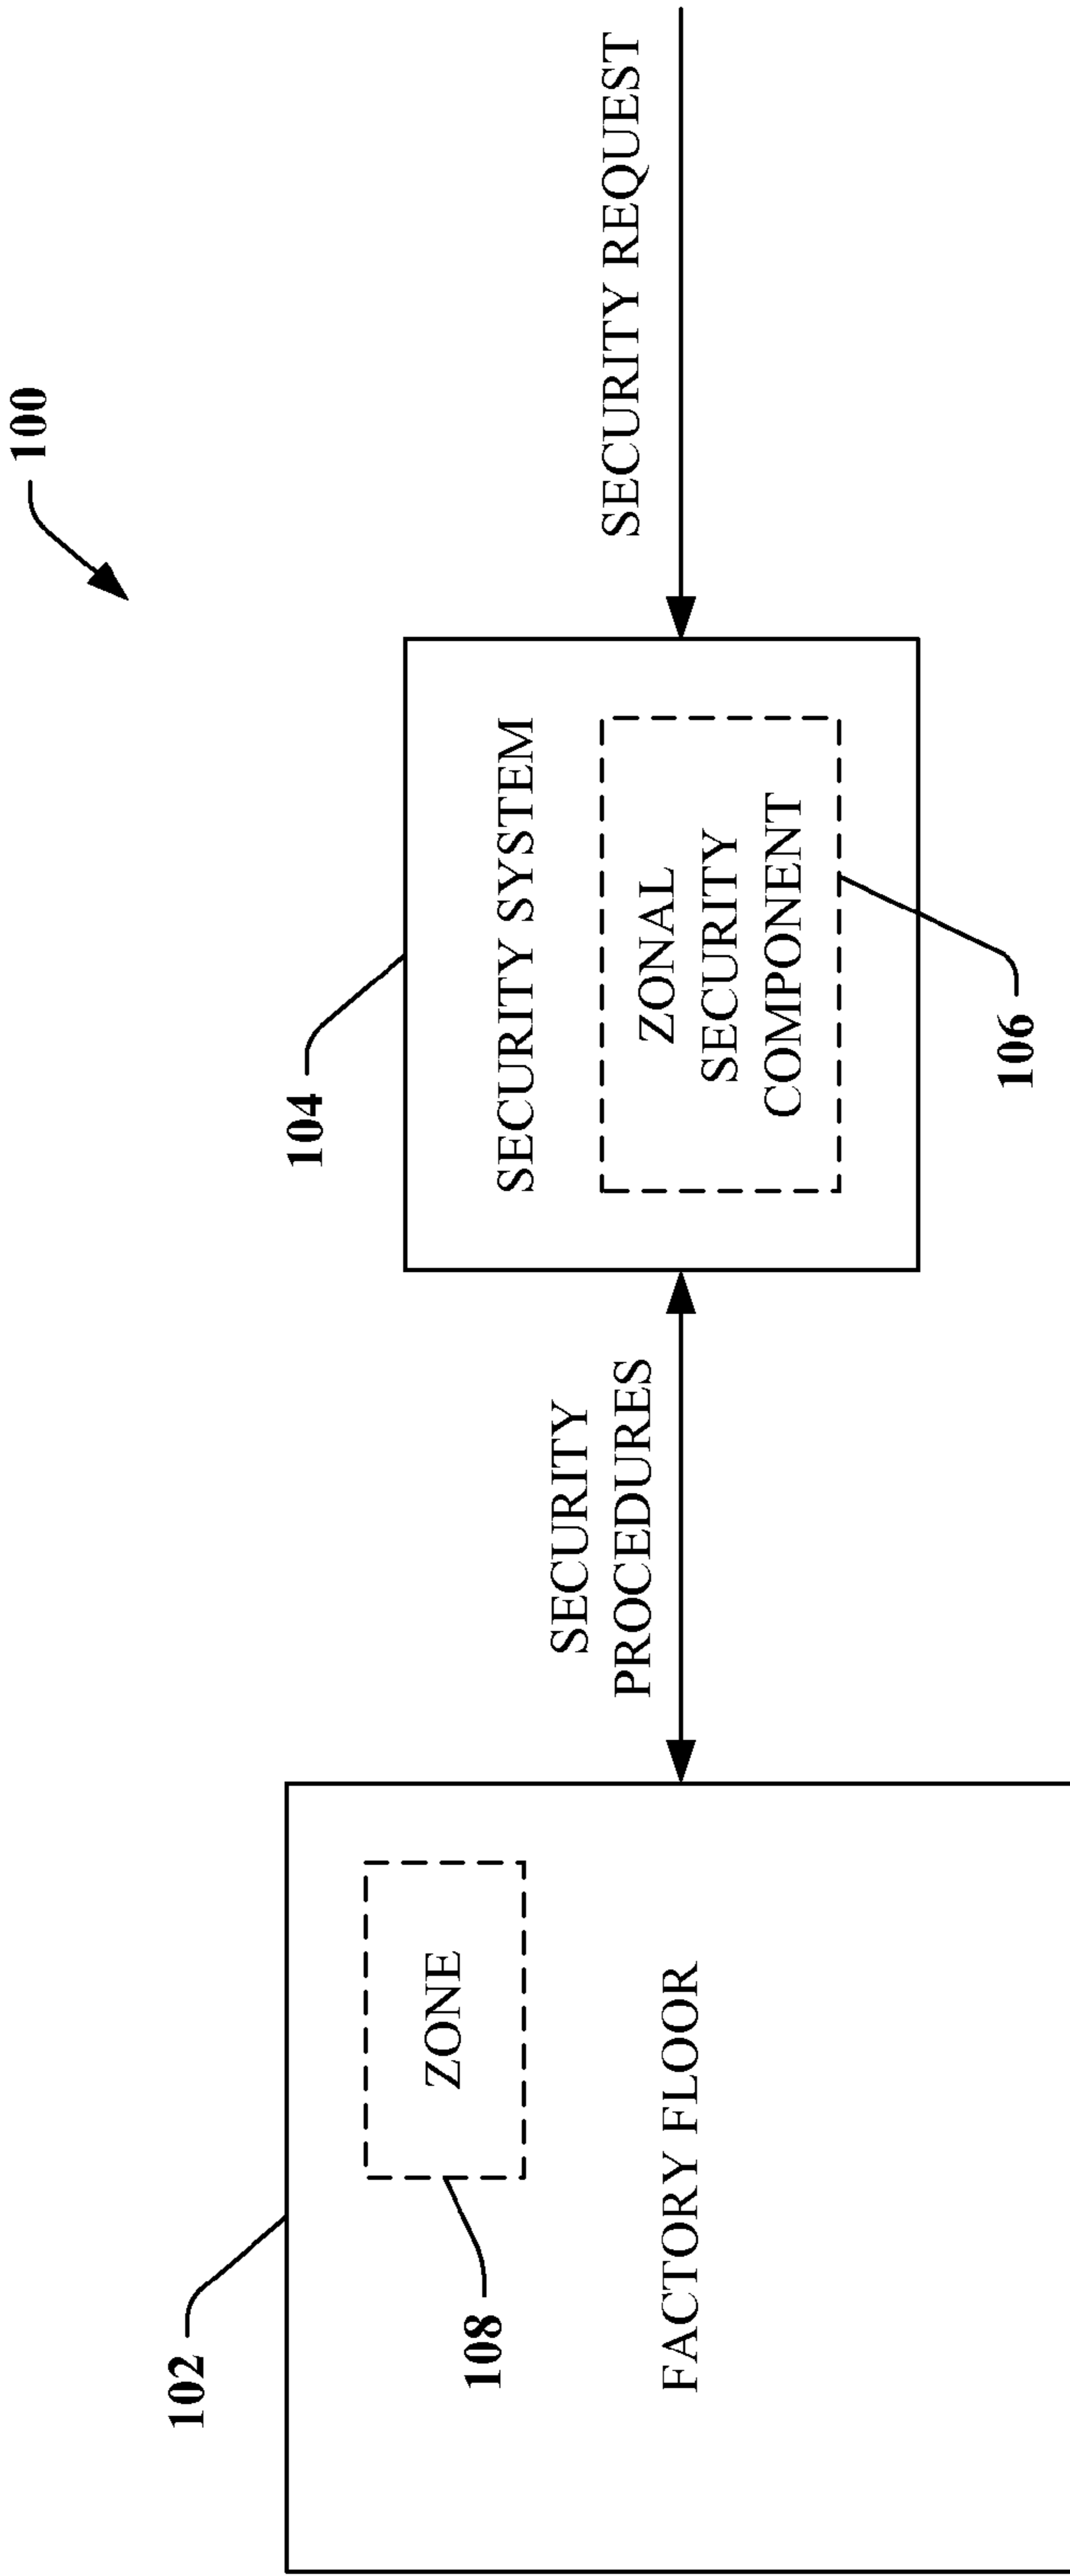 100
102
108
ZONE
FACTORY FLOOR
SECURITY
PROCEDURES
104
SECURITY SYSTEM
ZONAL
SECURITY
COMPONENT
106
SECURITY REQUEST